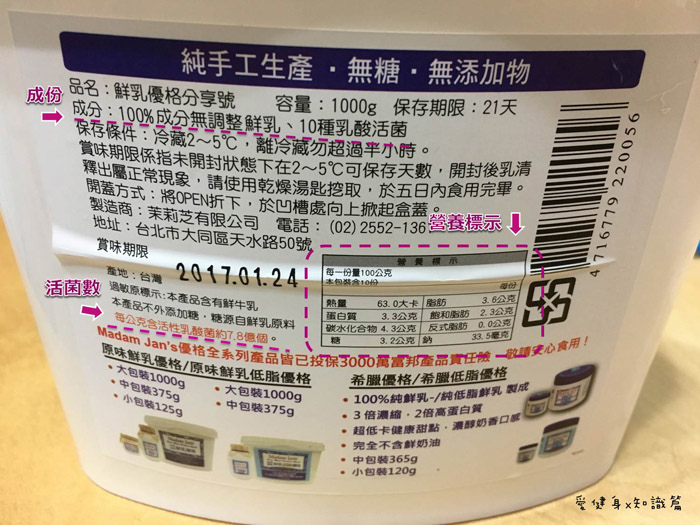 純手工生產・無糖・無添加物
成份
品名：鮮乳優格分享號 容量：1000g 保存期限：21天
成分：100%成分無調整鮮乳、10種乳酸活菌
保存條件：冷藏2～5℃，離冷藏勿超過半小時。
賞味期限係指未開封狀態下在2～5℃可保存天數，開封後乳清
釋出屬正常現象，請使用乾燥湯匙挖取，於五日內食用完畢。
開蓋方式：將OPEN折下，於凹槽處向上掀起盒蓋。
製造商：茉莉芝有限公司 電話：(02) 2552-136
地址：台北市大同區天水路50號
營養標示
賞味期限
產地：台灣 2017.01.24
活菌數
過敏原標示：本產品含有鮮牛乳
本產品不外添加糖，糖源自鮮乳原料
每公克含活性乳酸菌約7.8億個。
營養標示
每一份量100公克
本包裝含10份
每份
熱量 63.0大卡 脂肪 3.6公克
蛋白質 3.3公克 飽和脂肪 2.3公克
碳水化合物 4.3公克 反式脂肪 0.0公克
糖 3.2公克 鈉 33.5毫克
4 716779 220056
Madam Jan's優格全系列產品皆已投保3000萬富邦產品責任險 敬請安心食用！
原味鮮乳優格/原味鮮乳低脂優格
・大包裝1000g ・大包裝1000g
・中包裝375g ・中包裝375g
・小包裝125g
希臘優格/希臘低脂優格
・100%純鮮乳-/純低脂鮮乳 製成
・3 倍濃縮，2倍高蛋白質
・超低卡健康甜點，濃醇奶香口感
・完全不含鮮奶油
・中包裝365g
・小包裝120g
愛健身x知識篇